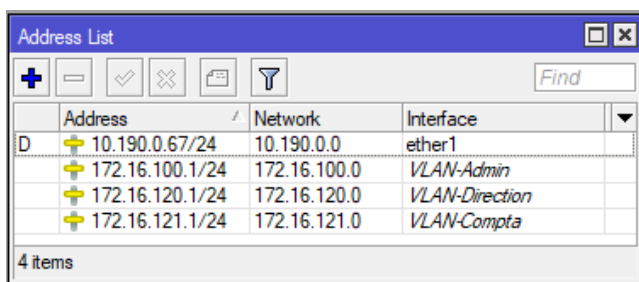 Address List
Find
Address Network Interface
D 10.190.0.67/24 10.190.0.0 ether1
172.16.100.1/24 172.16.100.0 VLAN-Admin
172.16.120.1/24 172.16.120.0 VLAN-Direction
172.16.121.1/24 172.16.121.0 VLAN-Compta
4 items